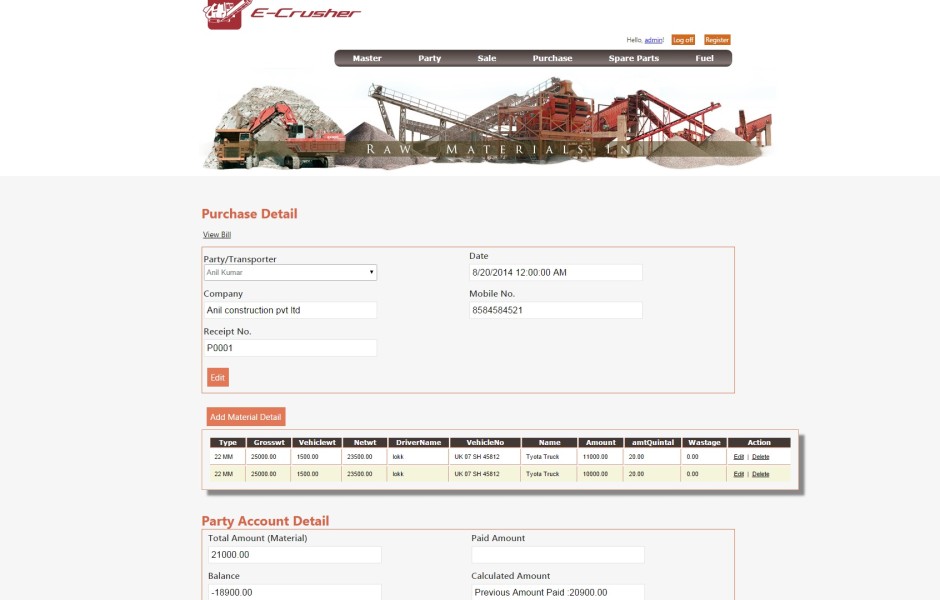 E-Crusher
Hello, admin! Log off Register
Master Party Sale Purchase Spare Parts Fuel
RAW MATERIALS IN
Purchase Detail
View Bill
Party/Transporter
Anil Kumar
Date
8/20/2014 12:00:00 AM
Company
Anil construction pvt ltd
Mobile No.
8584584521
Receipt No.
P0001
Edit
Add Material Detail
Type Grosswt Vehiclewt Netwt DriverName VehicleNo Name Amount amtQuintal Wastage Action
22 MM 25000.00 1500.00 23500.00 lokk UK 07 SH 45812 Tyota Truck 11000.00 20.00 0.00 Edit | Delete
22 MM 25000.00 1500.00 23500.00 lokk UK 07 SH 45812 Tyota Truck 10000.00 20.00 0.00 Edit | Delete
Party Account Detail
Total Amount (Material)
21000.00
Paid Amount
Balance
-18900.00
Calculated Amount
Previous Amount Paid :20900.00